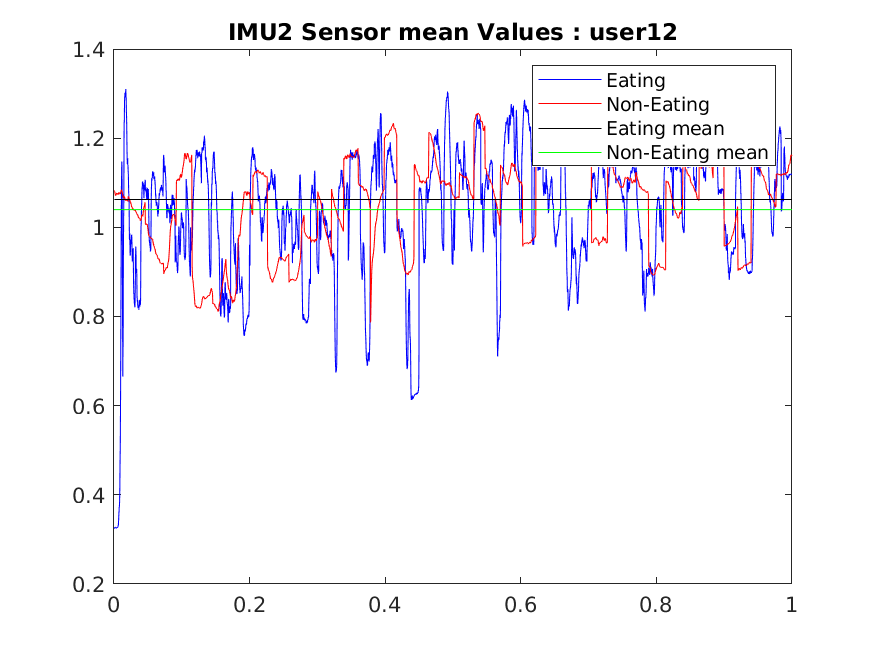 IMU2 Sensor mean Values : user12
1.4
Eating
Non-Eating
Eating mean
Non-Eating mean
1.2
1
0.8
0.6
0.4
0.2
0
0.2
0.4
0.6
0.8
1